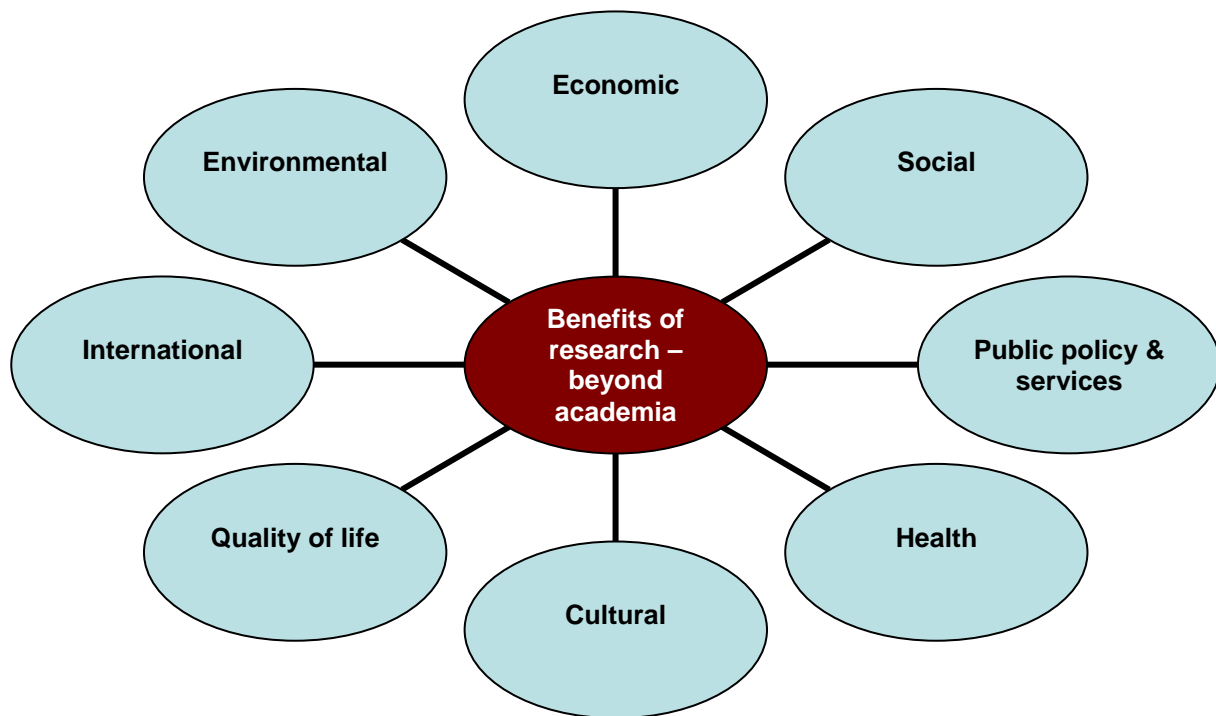 Economic
Environmental
Social
Benefits of
research –
beyond
academia
International
Public policy &
services
Quality of life
Health
Cultural